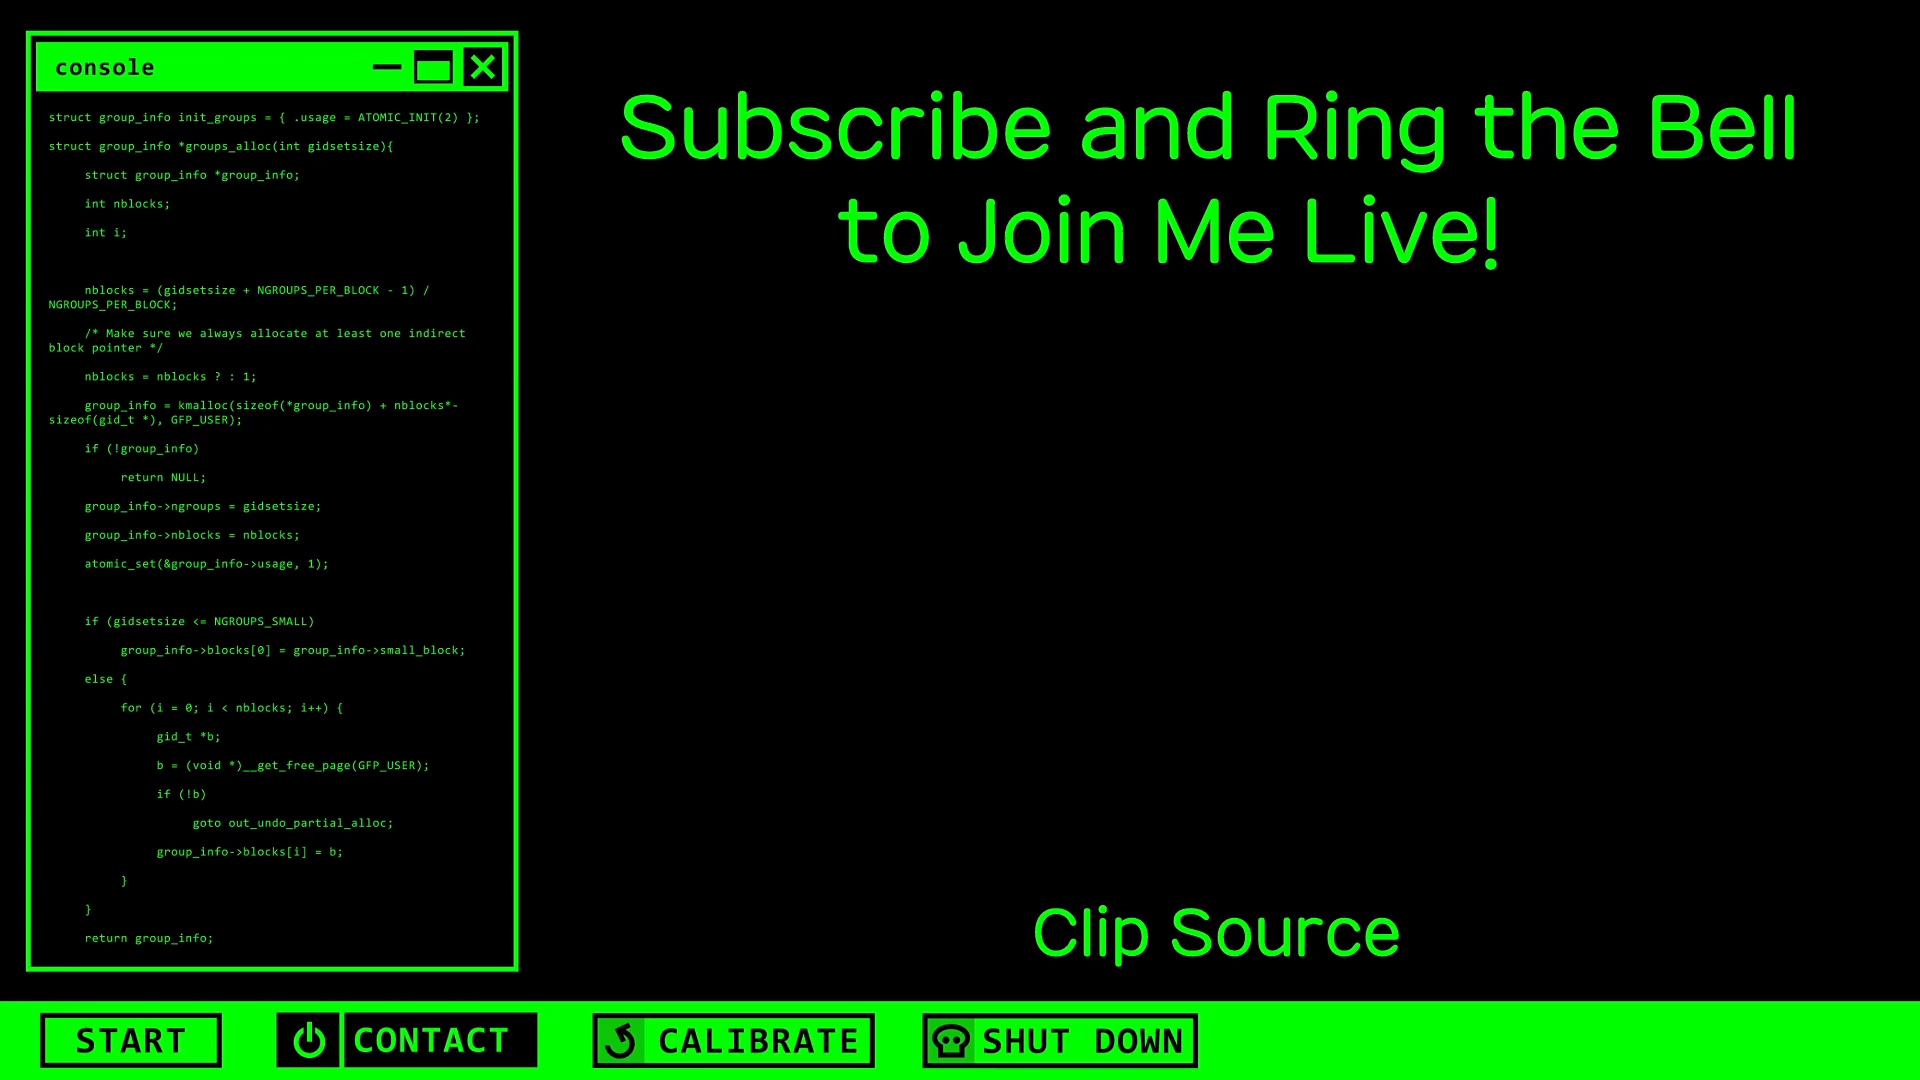 console
struct group_info init_groups = { .usage = ATOMIC_INIT(2) };
struct group_info *groups_alloc(int gidsetsize){
struct group_info *group_info;
int nblocks;
int i;
nblocks = (gidsetsize + NGROUPS_PER_BLOCK - 1) /
NGROUPS_PER_BLOCK;
/* Make sure we always allocate at least one indirect
block pointer */
nblocks = nblocks ? : 1;
group_info = kmalloc(sizeof(*group_info) + nblocks*-
sizeof(gid_t *), GFP_USER);
if (!group_info)
return NULL;
group_info->ngroups = gidsetsize;
group_info->nblocks = nblocks;
atomic_set(&group_info->usage, 1);
if (gidsetsize <= NGROUPS_SMALL)
group_info->blocks[0] = group_info->small_block;
else {
for (i = 0; i < nblocks; i++) {
gid_t *b;
b = (void *)__get_free_page(GFP_USER);
if (!b)
goto out_undo_partial_alloc;
group_info->blocks[i] = b;
}
}
return group_info;
Subscribe and Ring the Bell
to Join Me Live!
Clip Source
START
CONTACT
CALIBRATE
SHUT DOWN